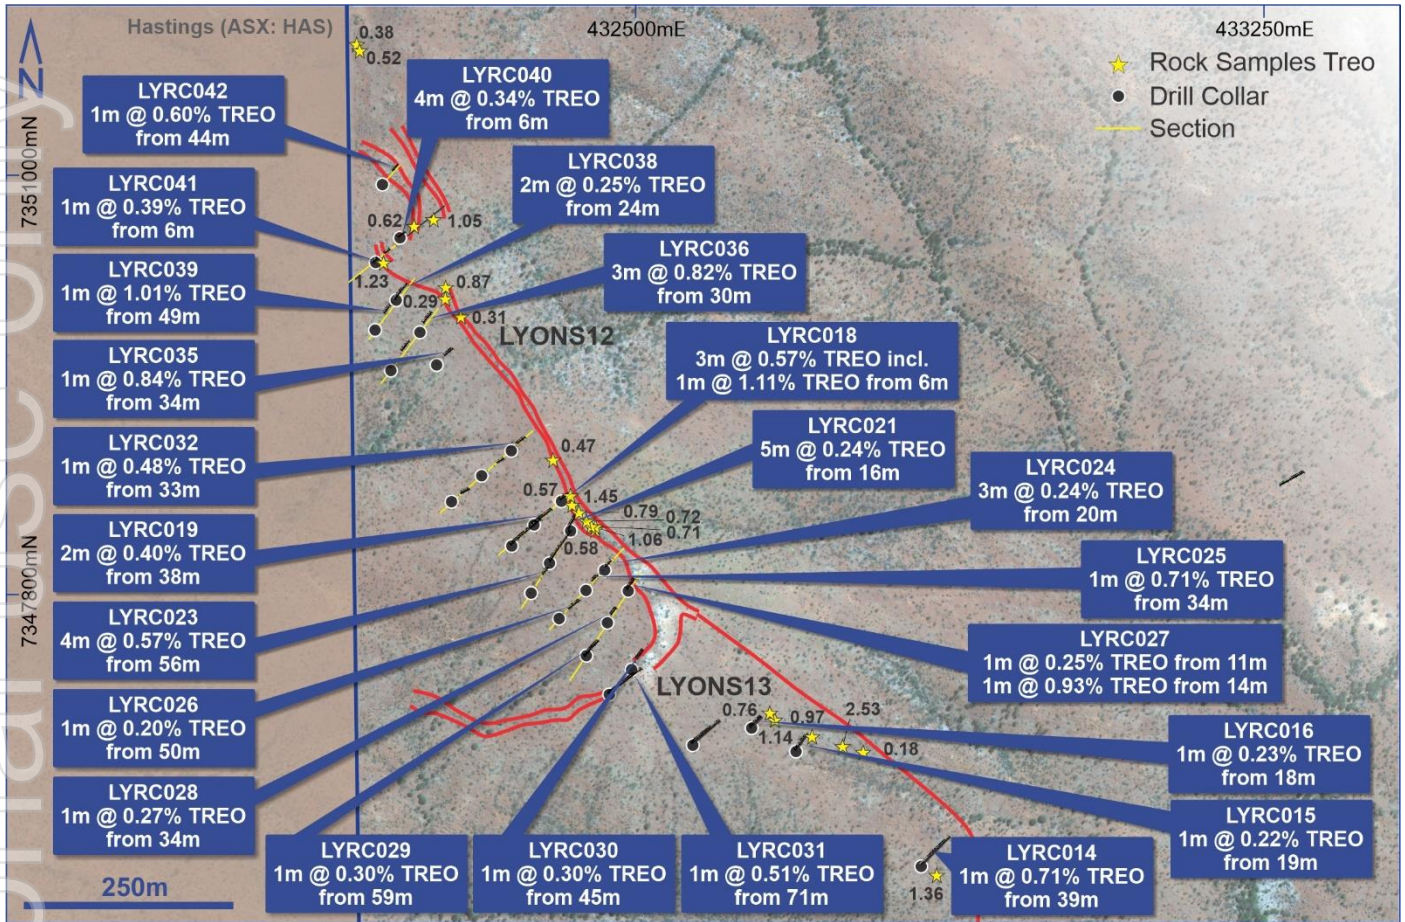 Hastings (ASX: HAS)
432500mE
433250mE
N
7351000mN
7347800mN
Rock Samples Treo
Drill Collar
Section
0.38
0.52
LYRC042
1m @ 0.60% TREO
from 44m
LYRC040
4m @ 0.34% TREO
from 6m
LYRC041
1m @ 0.39% TREO
from 6m
LYRC038
2m @ 0.25% TREO
from 24m
0.62
1.05
LYRC039
1m @ 1.01% TREO
from 49m
LYRC036
3m @ 0.82% TREO
from 30m
1.23
0.29
0.87
0.31
LYONS12
LYRC035
1m @ 0.84% TREO
from 34m
LYRC018
3m @ 0.57% TREO incl.
1m @ 1.11% TREO from 6m
LYRC032
1m @ 0.48% TREO
from 33m
LYRC021
5m @ 0.24% TREO
from 16m
0.47
0.57
1.45
0.79
0.72
0.71
1.06
0.58
LYRC024
3m @ 0.24% TREO
from 20m
LYRC019
2m @ 0.40% TREO
from 38m
LYRC025
1m @ 0.71% TREO
from 34m
LYRC023
4m @ 0.57% TREO
from 56m
LYRC027
1m @ 0.25% TREO from 11m
1m @ 0.93% TREO from 14m
LYRC026
1m @ 0.20% TREO
from 50m
LYONS13
0.76
0.97
2.53
1.14
0.18
LYRC016
1m @ 0.23% TREO
from 18m
LYRC028
1m @ 0.27% TREO
from 34m
LYRC015
1m @ 0.22% TREO
from 19m
LYRC029
1m @ 0.30% TREO
from 59m
LYRC030
1m @ 0.30% TREO
from 45m
LYRC031
1m @ 0.51% TREO
from 71m
LYRC014
1m @ 0.71% TREO
from 39m
1.36
250m